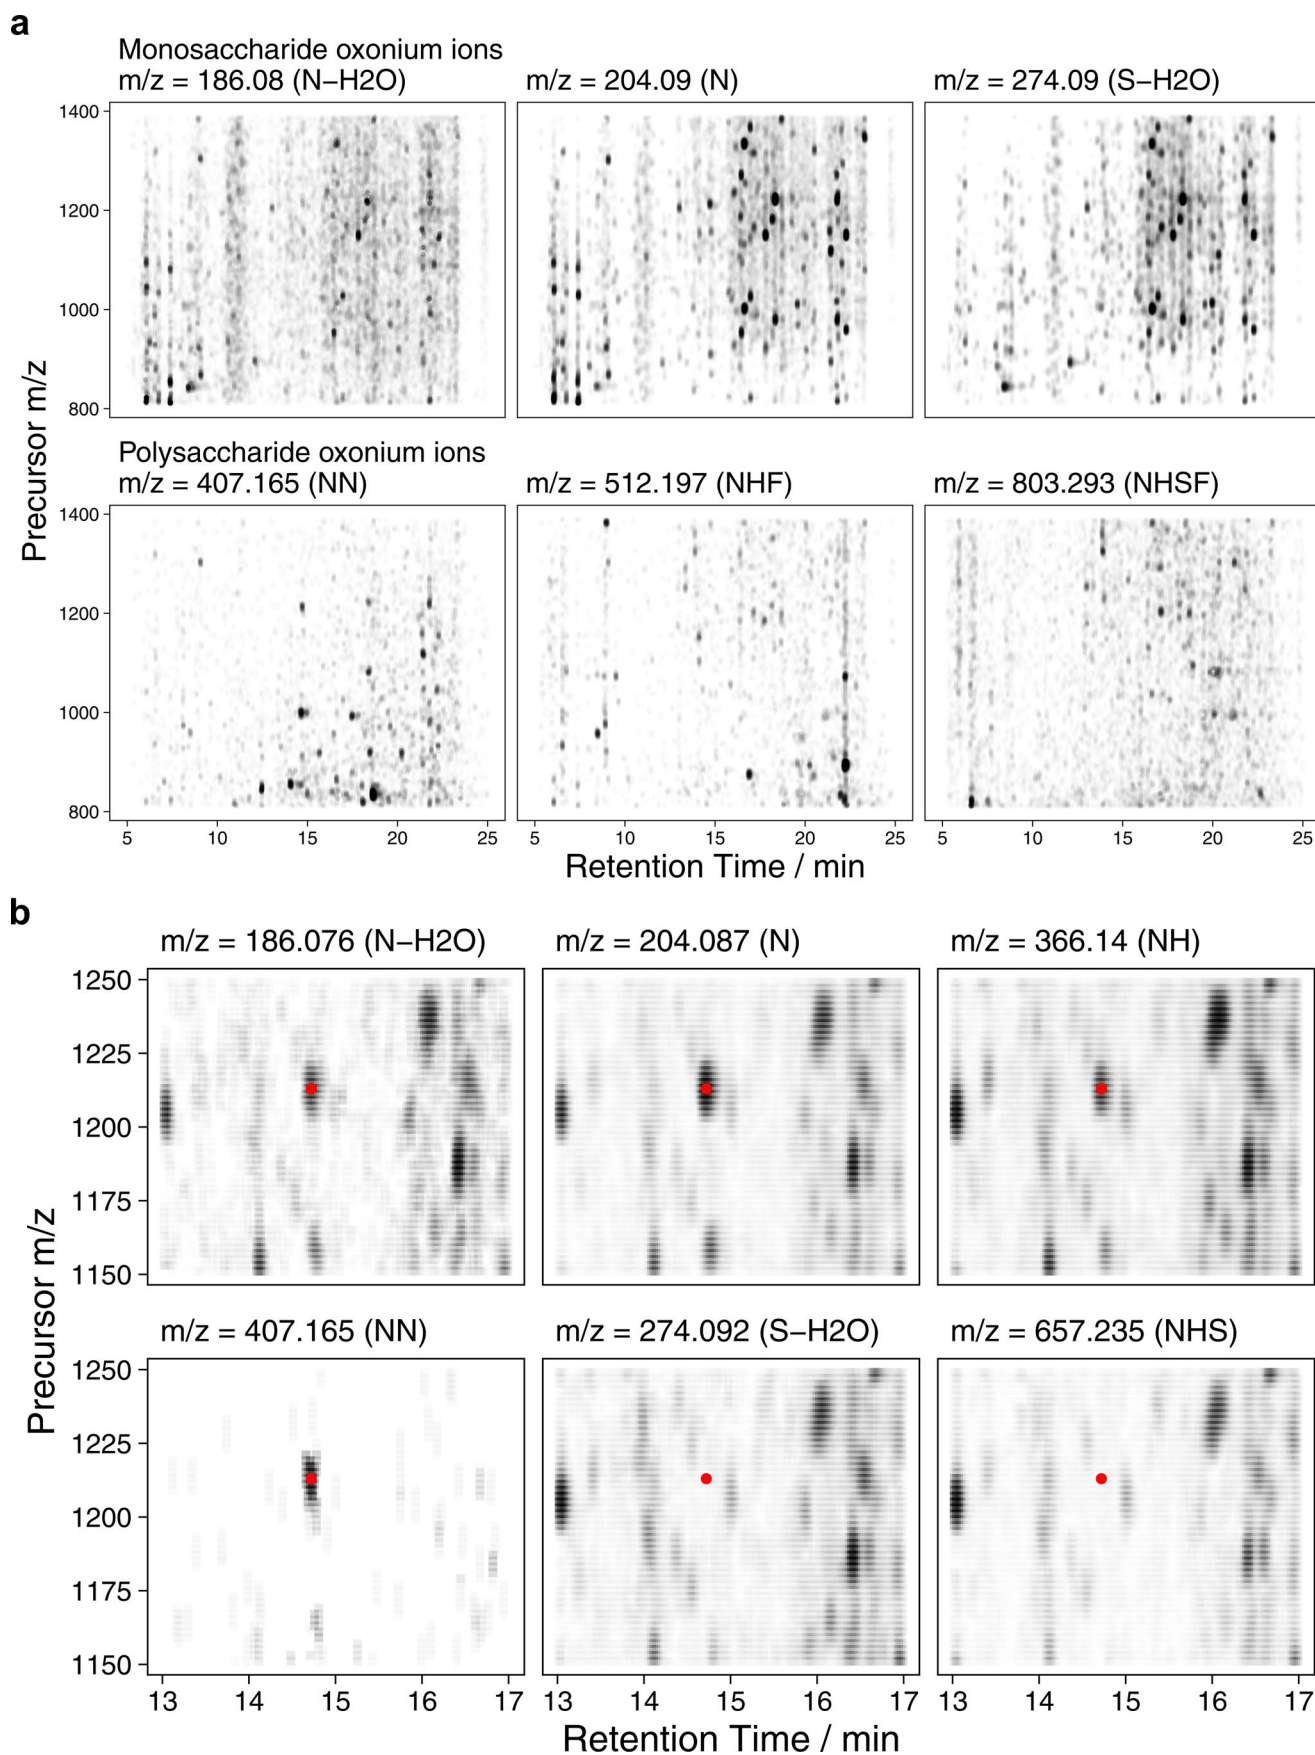 a
Monosaccharide oxonium ions
m/z = 186.08 (N−H2O)
m/z = 204.09 (N)
m/z = 274.09 (S−H2O)
1400
1200
1000
800
Precursor m/z
Polysaccharide oxonium ions
m/z = 407.165 (NN)
m/z = 512.197 (NHF)
m/z = 803.293 (NHSF)
1400
1200
1000
800
5 10 15 20 25 5 10 15 20 25 5 10 15 20 25
Retention Time / min
b
m/z = 186.076 (N−H2O)
m/z = 204.087 (N)
m/z = 366.14 (NH)
1250
1225
1200
1175
1150
Precursor m/z
m/z = 407.165 (NN)
m/z = 274.092 (S−H2O)
m/z = 657.235 (NHS)
1250
1225
1200
1175
1150
13 14 15 16 17 13 14 15 16 17 13 14 15 16 17
Retention Time / min